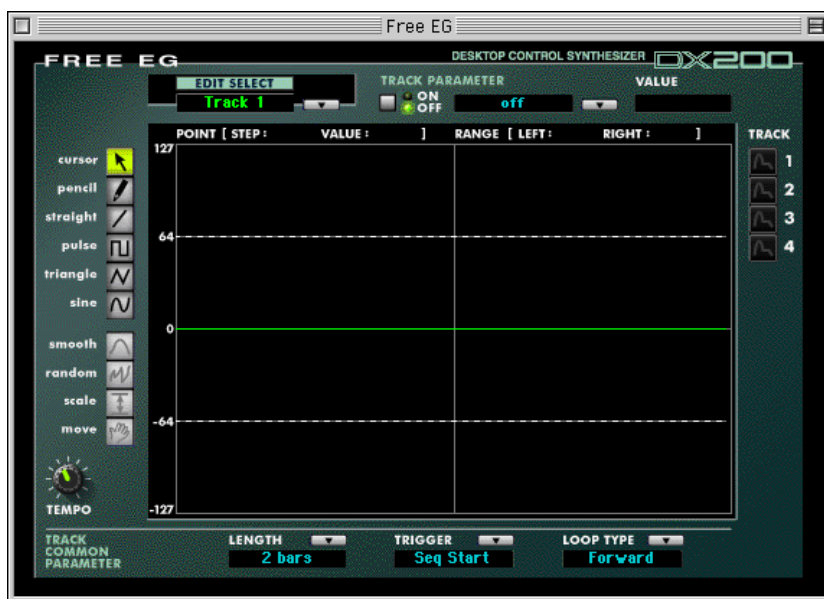 Free EG
FREE EG
DESKTOP CONTROL SYNTHESIZER DX200
EDIT SELECT
Track 1
TRACK PARAMETER
ON
OFF
off
VALUE
POINT [ STEP : VALUE : ] RANGE [ LEFT : RIGHT : ]
TRACK
127
64
0
-64
-127
cursor
pencil
straight
pulse
triangle
sine
smooth
random
scale
move
TEMPO
1
2
3
4
TRACK
COMMON
PARAMETER
LENGTH
2 bars
TRIGGER
Seq Start
LOOP TYPE
Forward